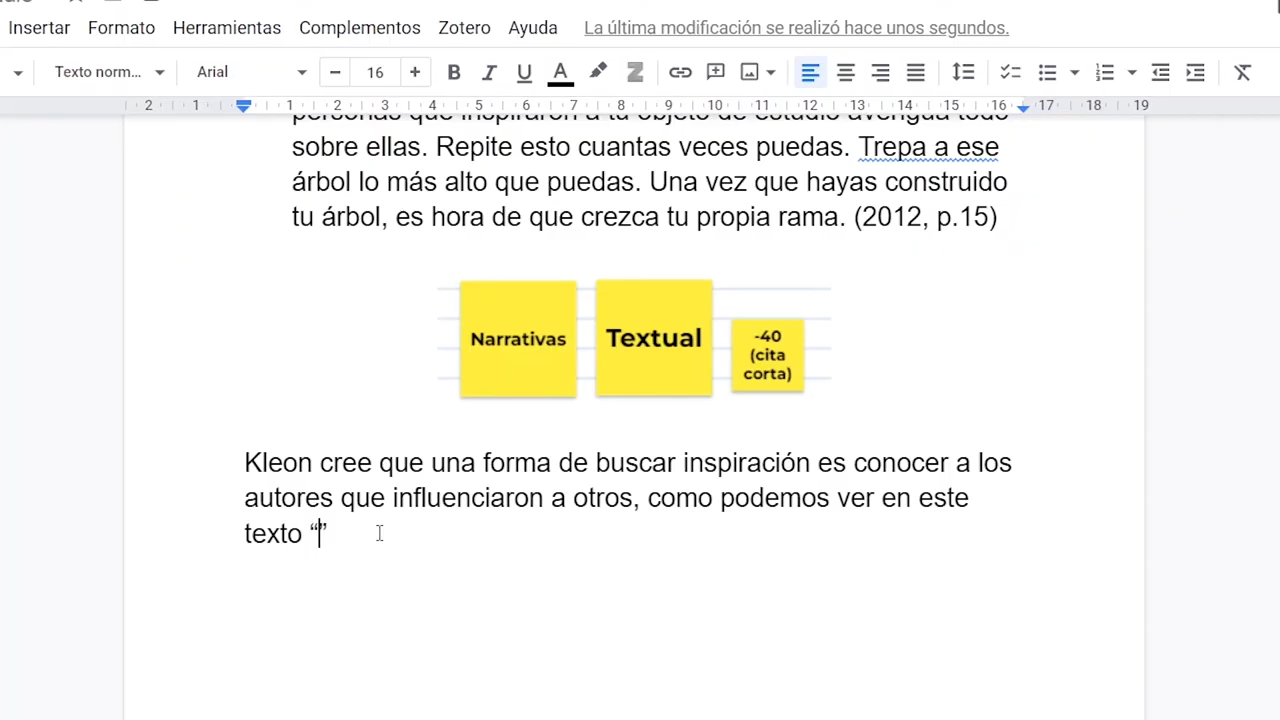 Insertar Formato Herramientas Complementos Zotero Ayuda La última modificación se realizó hace unos segundos.
Texto norm... Arial − 16 + B I U A
2 1 1 2 3 4 5 6 7 8 9 10 11 12 13 14 15 16 17 18 19
personas que inspiraron a tu objeto de estudio averigua todo
sobre ellas. Repite esto cuantas veces puedas. Trepa a ese
árbol lo más alto que puedas. Una vez que hayas construido
tu árbol, es hora de que crezca tu propia rama. (2012, p.15)
Narrativas
Textual
-40
(cita
corta)
Kleon cree que una forma de buscar inspiración es conocer a los
autores que influenciaron a otros, como podemos ver en este
texto “”